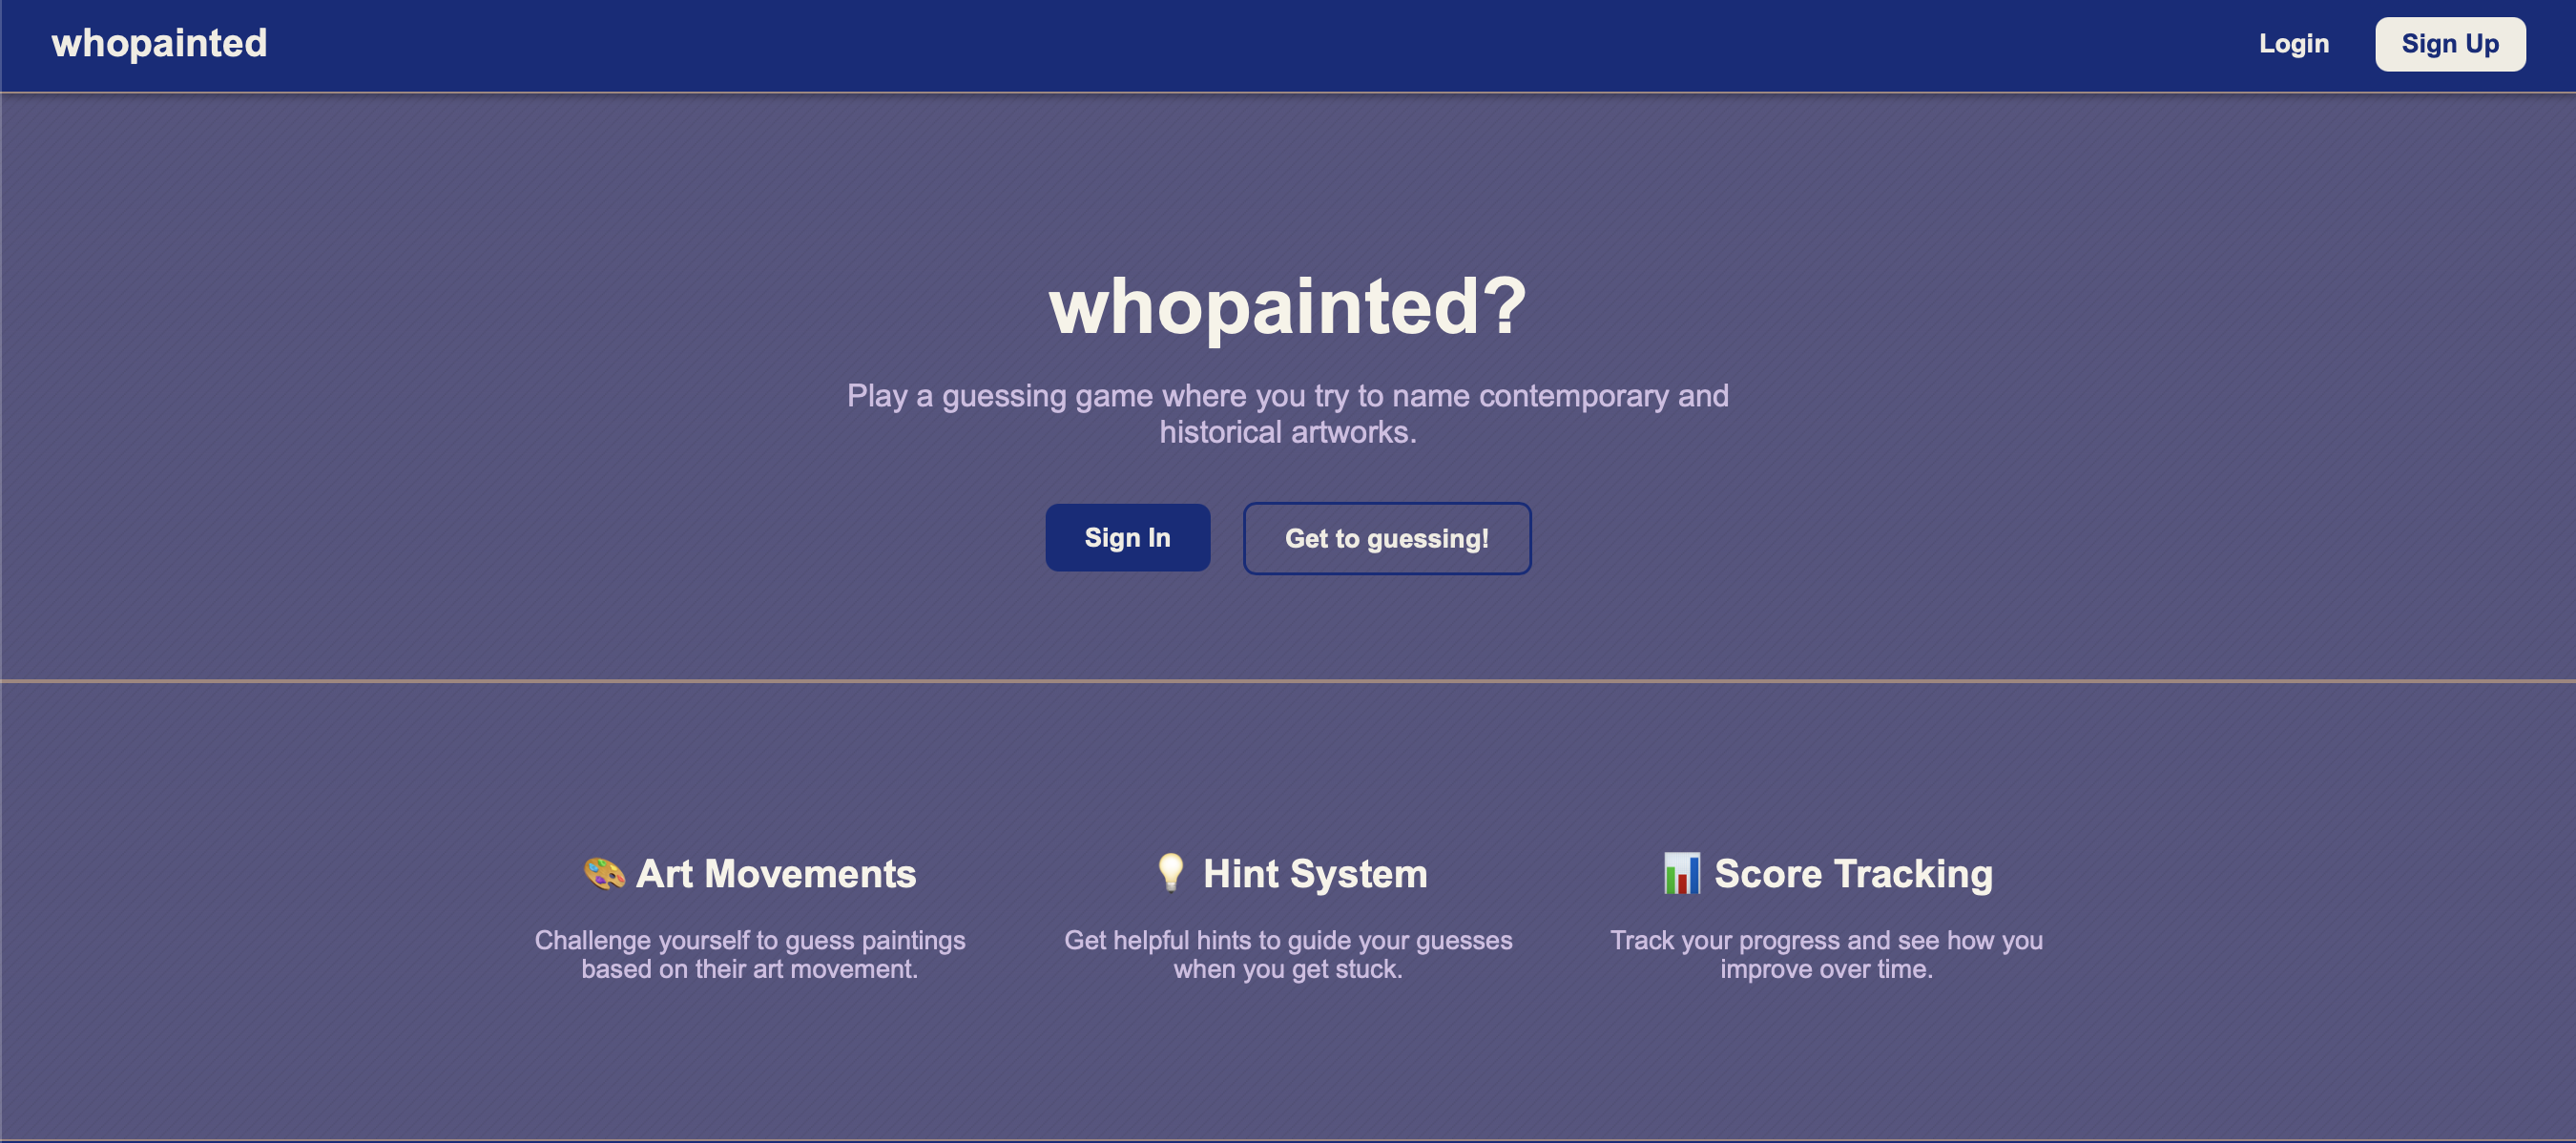 whopainted
Login
Sign Up
whopainted?
Play a guessing game where you try to name contemporary and
historical artworks.
Sign In
Get to guessing!
Art Movements
Challenge yourself to guess paintings
based on their art movement.
Hint System
Get helpful hints to guide your guesses
when you get stuck.
Score Tracking
Track your progress and see how you
improve over time.